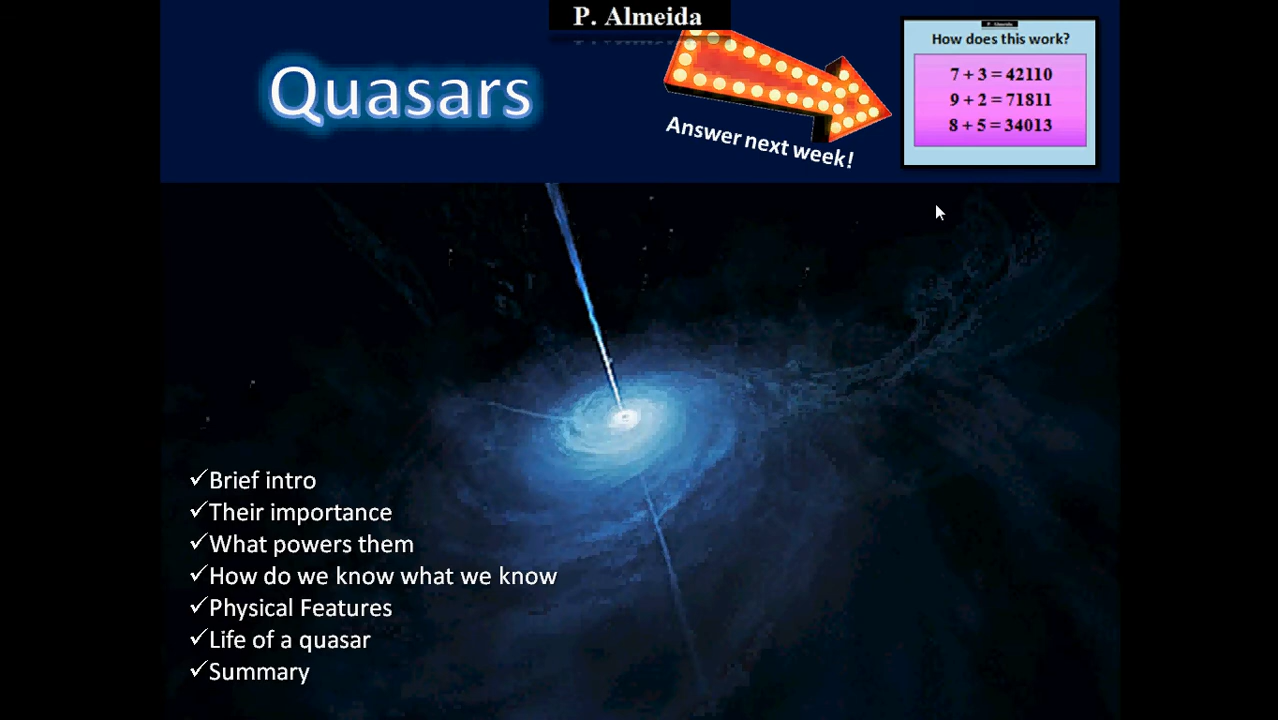 P. Almeida
Quasars
Answer next week!
P. Almeida
How does this work?
7 + 3 = 42110
9 + 2 = 71811
8 + 5 = 34013
✓Brief intro
✓Their importance
✓What powers them
✓How do we know what we know
✓Physical Features
✓Life of a quasar
✓Summary